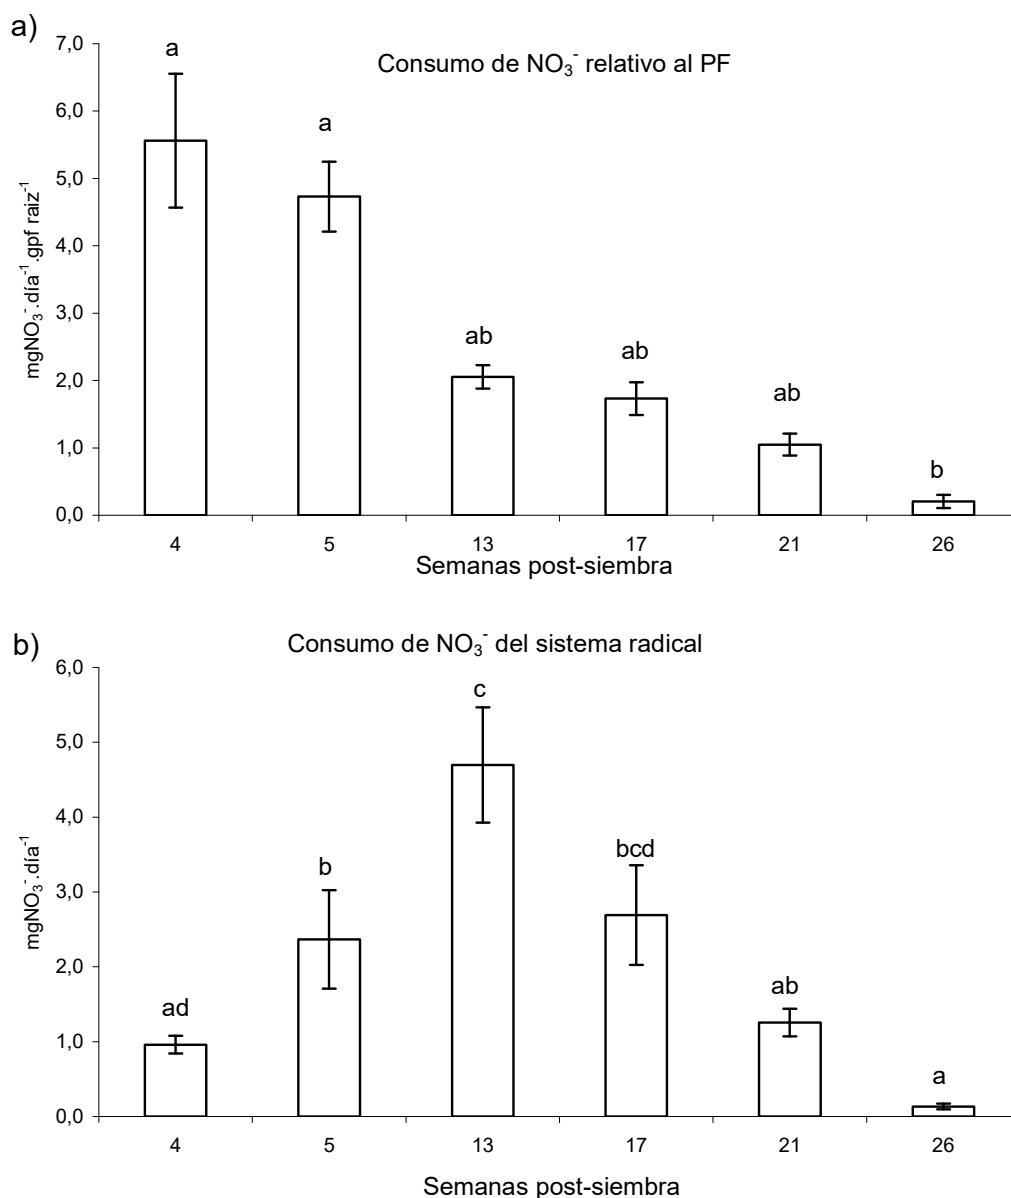 a)
Consumo de NO₃⁻ relativo al PF
mgNO₃⁻.día⁻¹.gpf raiz⁻¹
7,0
6,0
5,0
4,0
3,0
2,0
1,0
0,0
a
a
ab
ab
ab
b
4 5 13 17 21 26
Semanas post-siembra
b)
Consumo de NO₃⁻ del sistema radical
mgNO₃⁻.día⁻¹
6,0
5,0
4,0
3,0
2,0
1,0
0,0
ad
b
c
bcd
ab
a
4 5 13 17 21 26
Semanas post-siembra